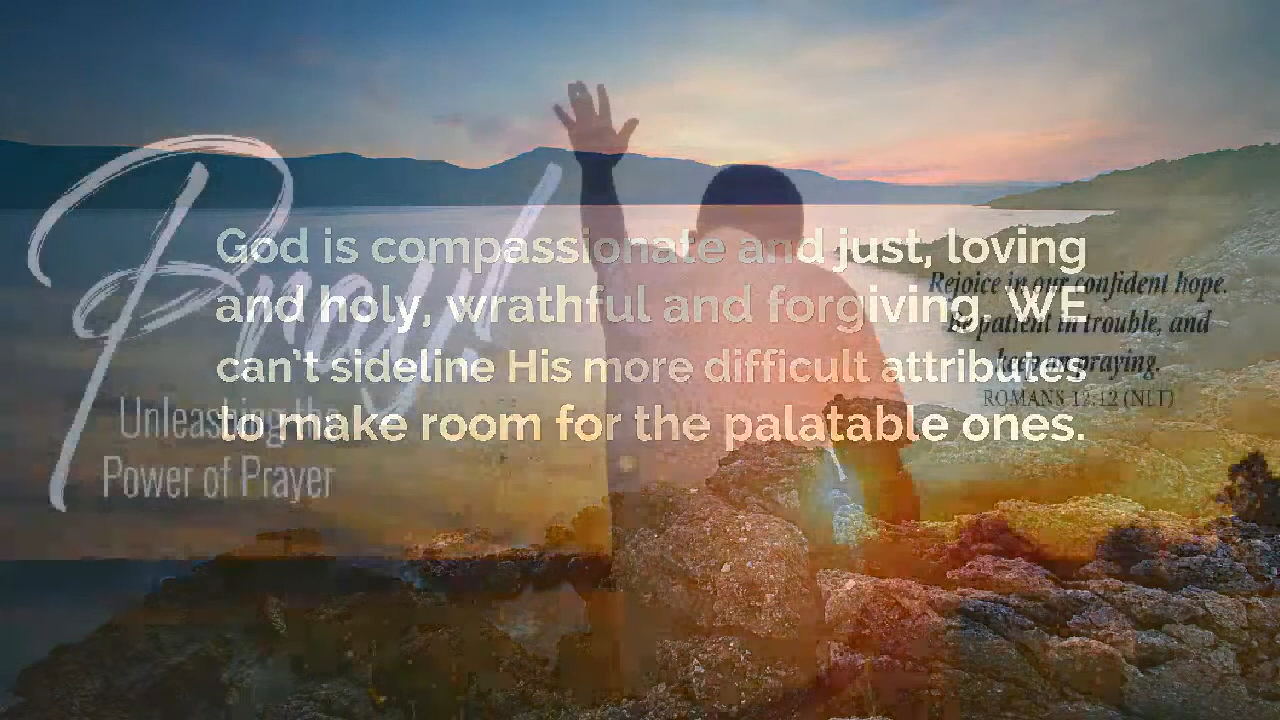 Pray!
Unleashing the
Power of Prayer
God is compassionate and just, loving
and holy, wrathful and forgiving, WE
can't sideline His more difficult attributes
to make room for the palatable ones.
Rejoice in our confident hope.
Be patient in trouble, and
keep on praying.
ROMANS 12:12 (NLT)